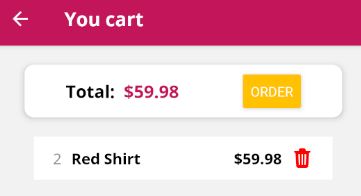 You cart
Total: $59.98 ORDER
2 Red Shirt $59.98